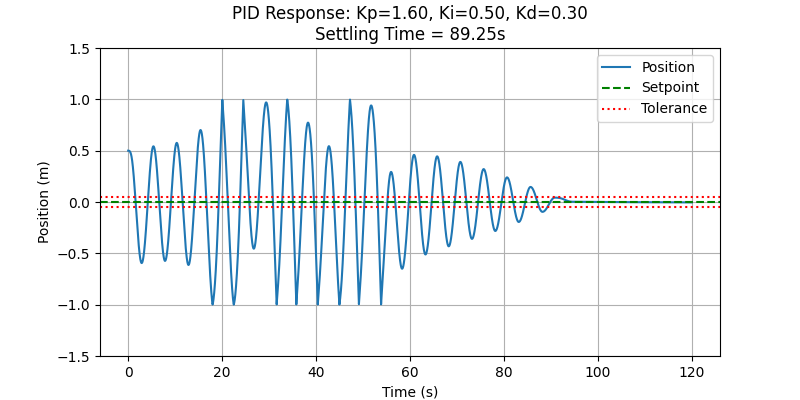 PID Response: Kp=1.60, Ki=0.50, Kd=0.30
Settling Time = 89.25s
Position
Setpoint
Tolerance
Position (m)
1.5
1.0
0.5
0.0
−0.5
−1.0
−1.5
0 20 40 60 80 100 120
Time (s)